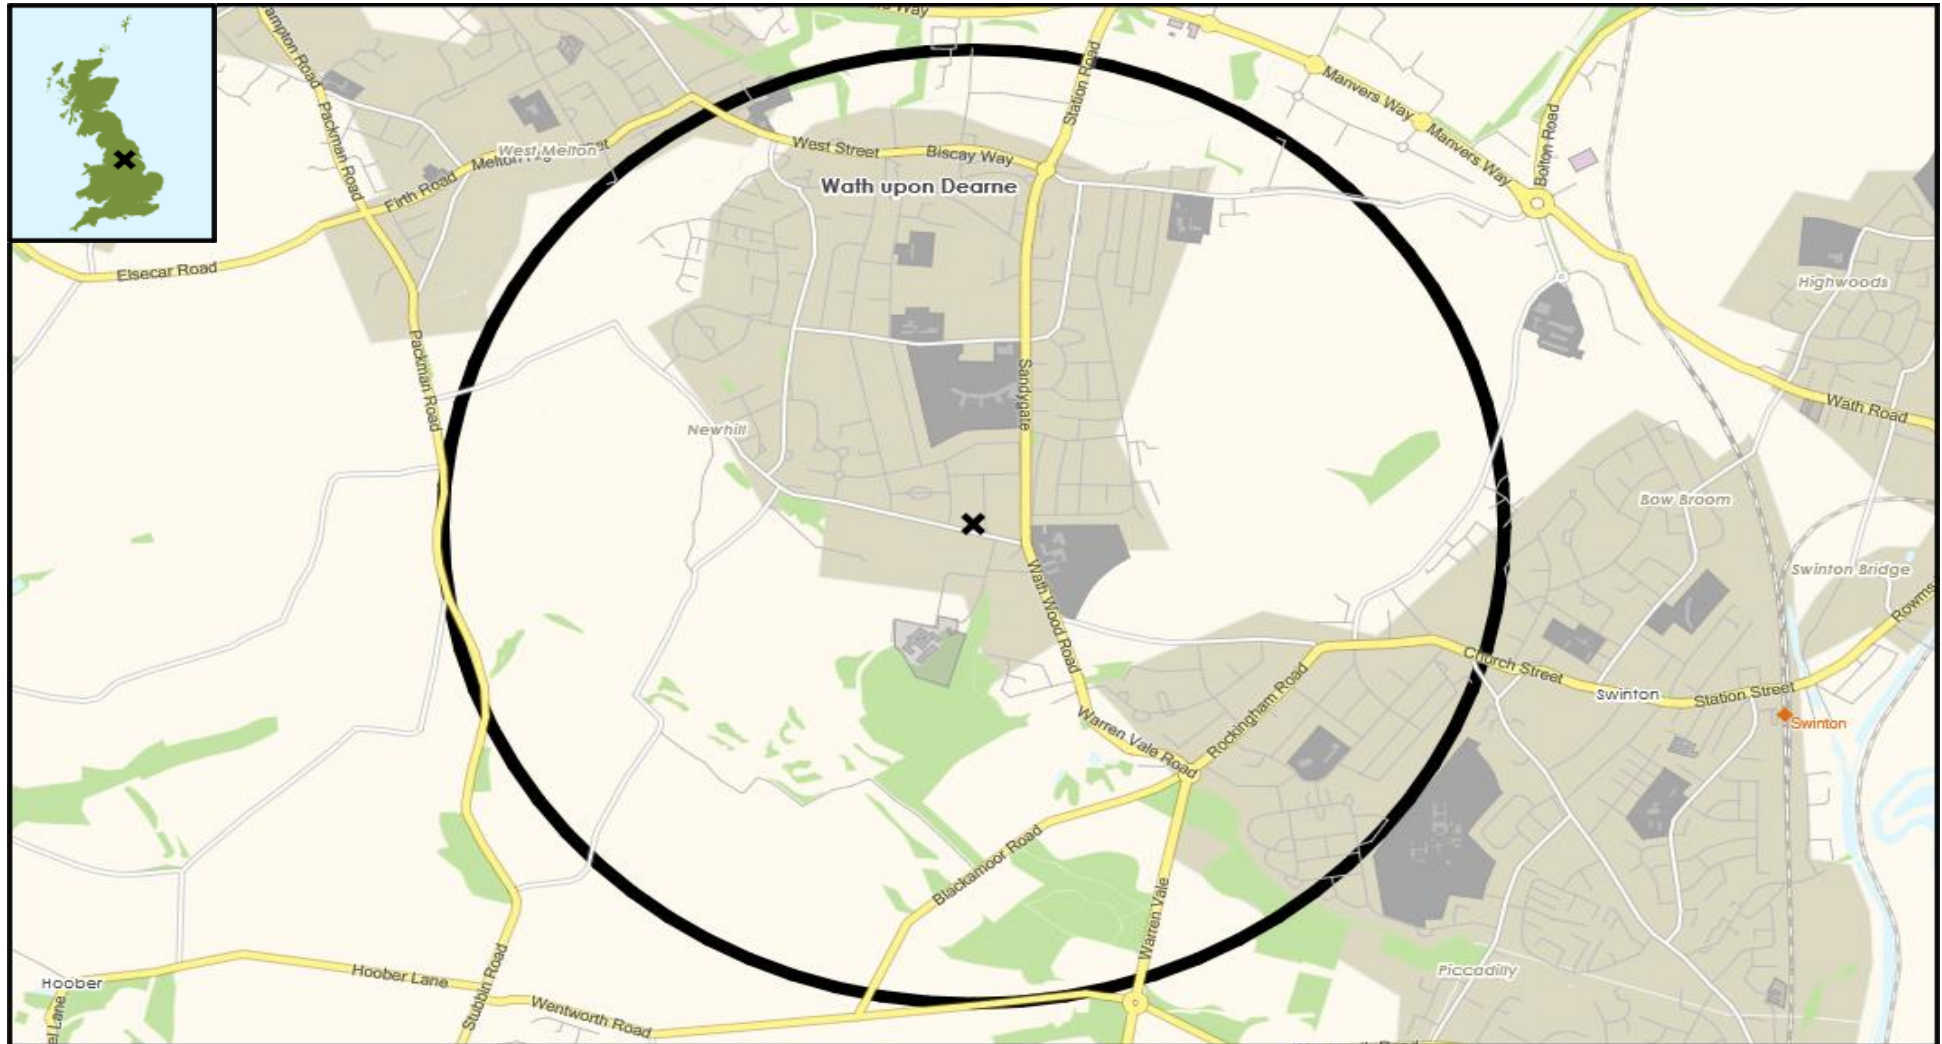 Manvers Way
Station Road
Packman Road
Manvers Way
Bolton Road
West Melton
West Street
Biscay Way
Wath upon Dearne
Firth Road
Packman Road
Elsecar Road
Highwoods
Sandygate
Wath Road
Newhill
Bow Broom
Swinton Bridge
Wath Wood Road
Church Street
Swinton
Station Street
Rockingham Road
Warren Vale Road
Swinton
Blackamoor Road
Warren Vale
Piccadilly
Hoober
Hoober Lane
Stubbin Road
Wentworth Road